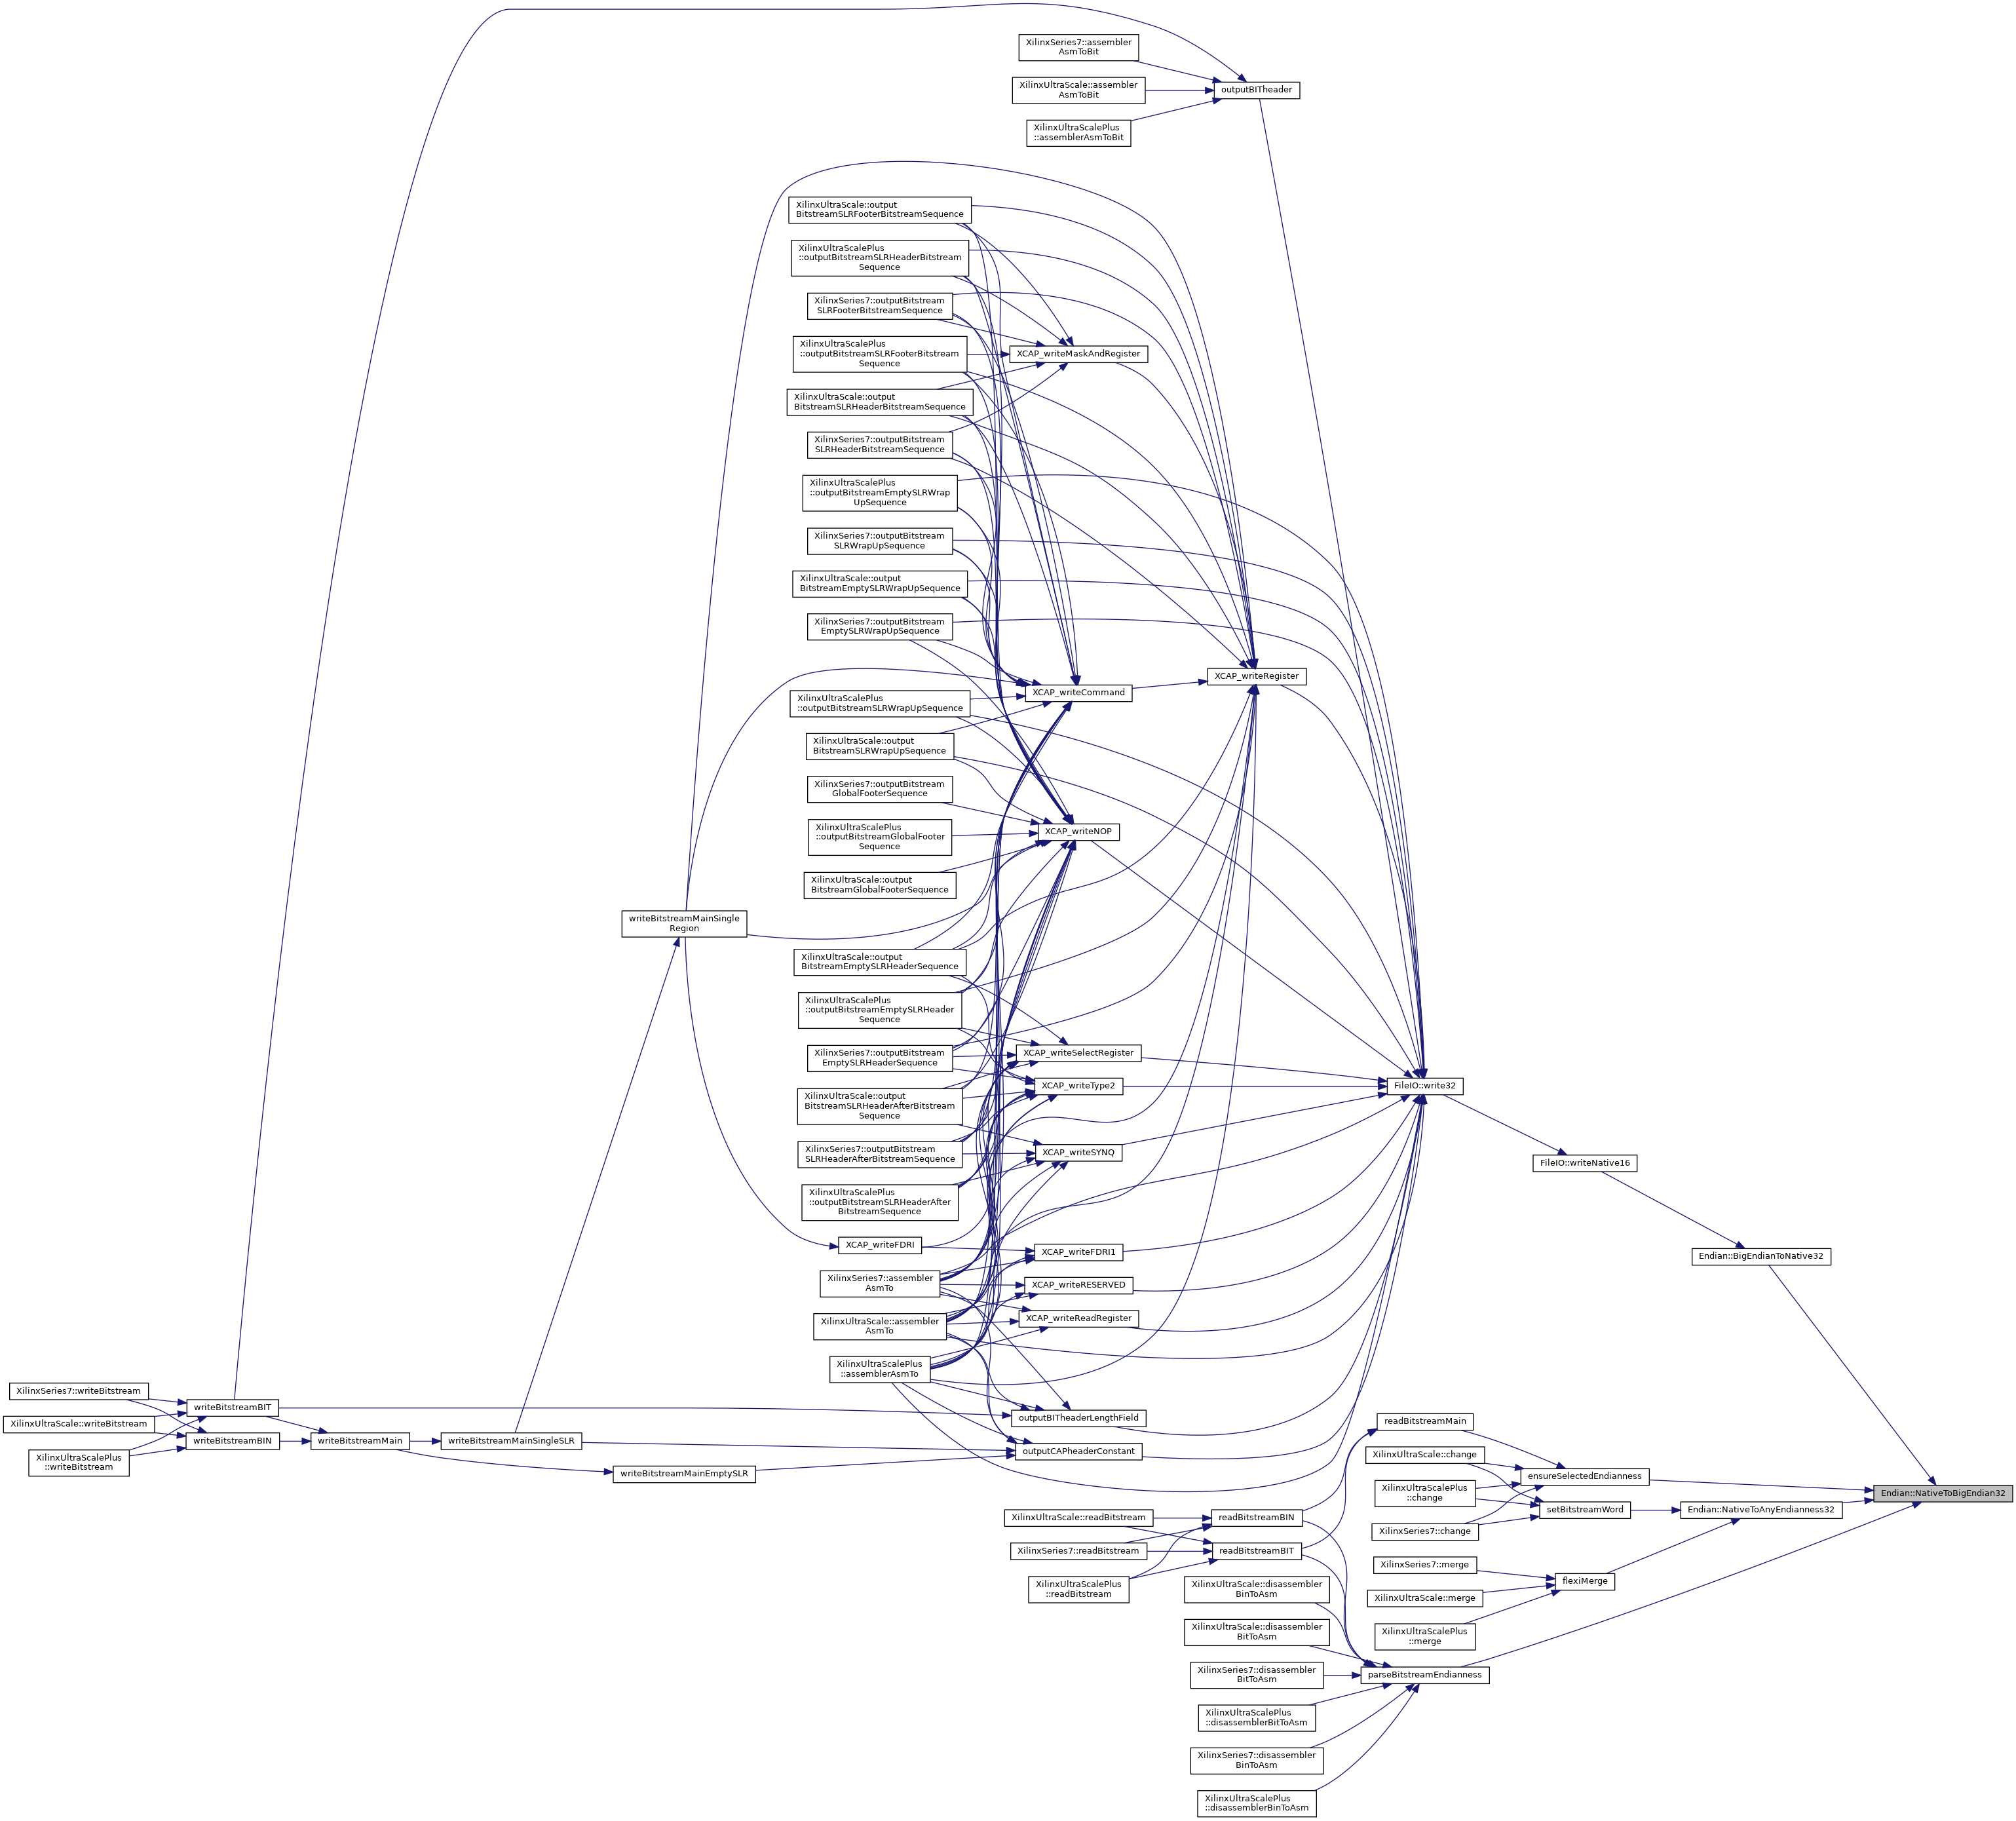 XilinxSeries7::assembler
AsmToBit
XilinxUltraScale::assembler
AsmToBit
outputBITheader
XilinxUltraScalePlus
::assemblerAsmToBit
XilinxUltraScale::output
BitstreamSLRFooterBitstreamSequence
XilinxUltraScalePlus
::outputBitstreamSLRHeaderBitstream
Sequence
XilinxSeries7::outputBitstream
SLRFooterBitstreamSequence
XilinxUltraScalePlus
::outputBitstreamSLRFooterBitstream
Sequence
XCAP_writeMaskAndRegister
XilinxUltraScale::output
BitstreamSLRHeaderBitstreamSequence
XilinxSeries7::outputBitstream
SLRHeaderBitstreamSequence
XilinxUltraScalePlus
::outputBitstreamEmptySLRWrap
UpSequence
XilinxSeries7::outputBitstream
SLRWrapUpSequence
XilinxUltraScale::output
BitstreamEmptySLRWrapUpSequence
XilinxSeries7::outputBitstream
EmptySLRWrapUpSequence
XCAP_writeRegister
XCAP_writeCommand
XilinxUltraScalePlus
::outputBitstreamSLRWrapUpSequence
XilinxUltraScale::output
BitstreamSLRWrapUpSequence
XilinxSeries7::outputBitstream
GlobalFooterSequence
XCAP_writeNOP
XilinxUltraScalePlus
::outputBitstreamGlobalFooter
Sequence
XilinxUltraScale::output
BitstreamGlobalFooterSequence
writeBitstreamMainSingle
Region
XilinxUltraScale::output
BitstreamEmptySLRHeaderSequence
XilinxUltraScalePlus
::outputBitstreamEmptySLRHeader
Sequence
XilinxSeries7::outputBitstream
EmptySLRHeaderSequence
XCAP_writeSelectRegister
XCAP_writeType2
FileIO::write32
XilinxUltraScale::output
BitstreamSLRHeaderAfterBitstream
Sequence
XilinxSeries7::outputBitstream
SLRHeaderAfterBitstreamSequence
XCAP_writeSYNQ
FileIO::writeNative16
XilinxUltraScalePlus
::outputBitstreamSLRHeaderAfter
BitstreamSequence
XCAP_writeFDRI
XCAP_writeFDRI1
Endian::BigEndianToNative32
XilinxSeries7::assembler
AsmTo
XCAP_writeRESERVED
XilinxUltraScale::assembler
AsmTo
XCAP_writeReadRegister
XilinxUltraScalePlus
::assemblerAsmTo
XilinxSeries7::writeBitstream
writeBitstreamBIT
outputBITheaderLengthField
XilinxUltraScale::writeBitstream
writeBitstreamBIN
writeBitstreamMain
writeBitstreamMainSingleSLR
outputCAPheaderConstant
XilinxUltraScalePlus
::writeBitstream
writeBitstreamMainEmptySLR
readBitstreamMain
XilinxUltraScale::change
ensureSelectedEndianness
XilinxUltraScalePlus
::change
Endian::NativeToBigEndian32
setBitstreamWord
Endian::NativeToAnyEndianness32
XilinxUltraScale::readBitstream
readBitstreamBIN
XilinxSeries7::change
XilinxSeries7::readBitstream
readBitstreamBIT
XilinxSeries7::merge
XilinxUltraScalePlus
::readBitstream
XilinxUltraScale::disassembler
BinToAsm
flexiMerge
XilinxUltraScale::merge
XilinxUltraScale::disassembler
BitToAsm
XilinxUltraScalePlus
::merge
XilinxSeries7::disassembler
BitToAsm
parseBitstreamEndianness
XilinxUltraScalePlus
::disassemblerBitToAsm
XilinxSeries7::disassembler
BinToAsm
XilinxUltraScalePlus
::disassemblerBinToAsm